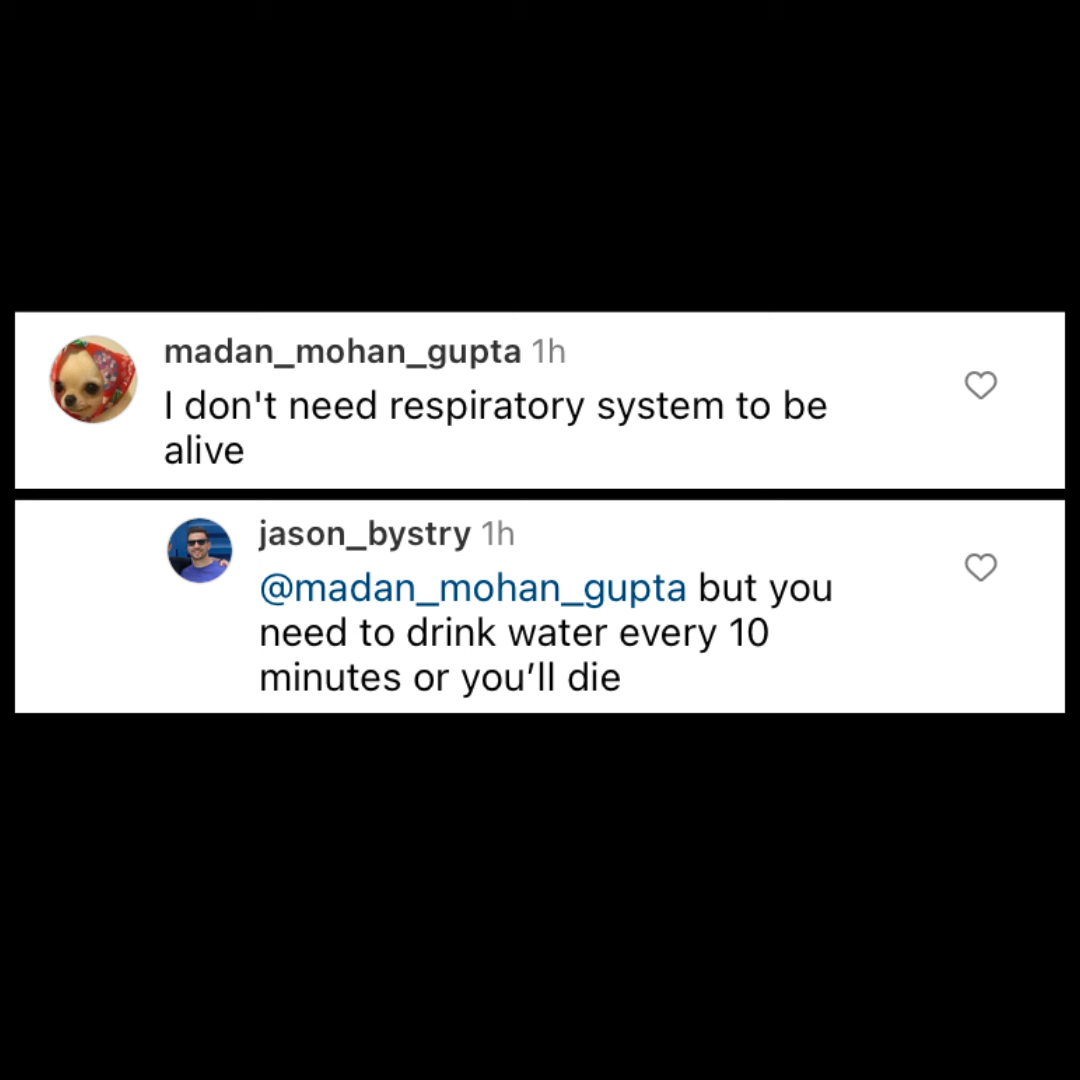 madan_mohan_gupta 1h
I don't need respiratory system to be
alive
jason_bystry 1h
@madan_mohan_gupta but you
need to drink water every 10
minutes or you’ll die